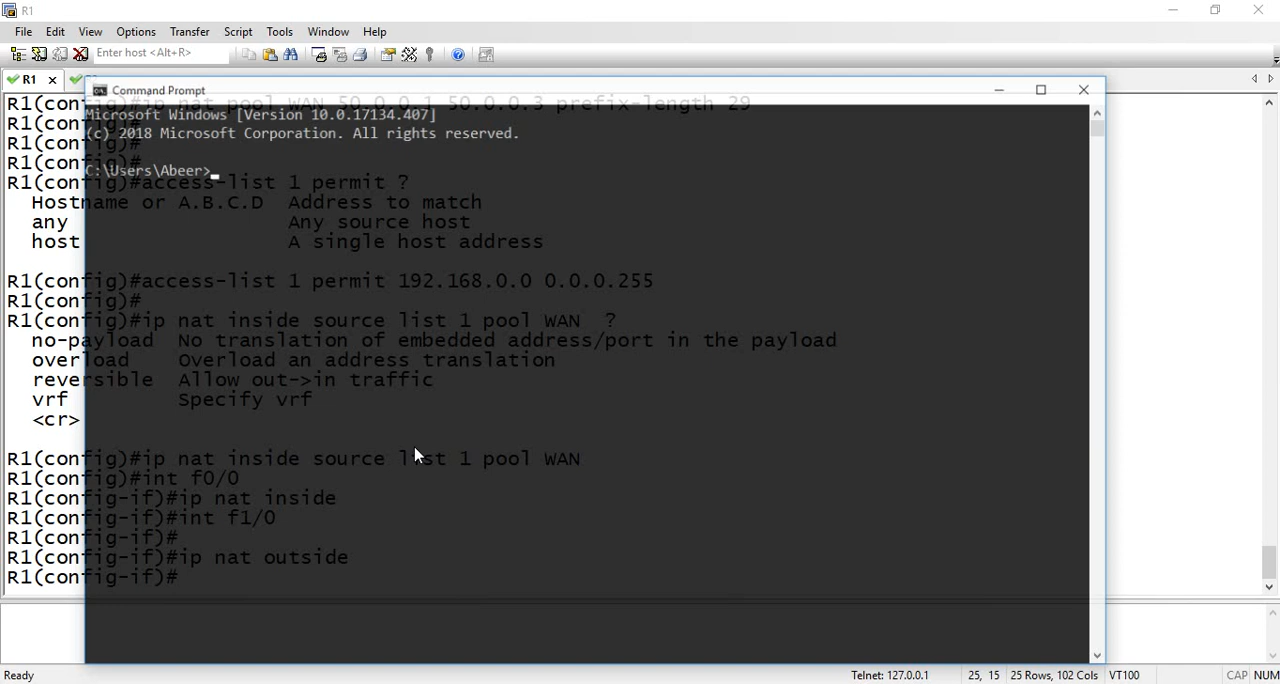 R1
File Edit View Options Transfer Script Tools Window Help
Enter host <Alt+R>
R1
Command Prompt
R1(config)#ip nat pool WAN 50.0.0.1 50.0.0.3 prefix-length 29
Microsoft Windows [Version 10.0.17134.407]
R1(config)#
(c) 2018 Microsoft Corporation. All rights reserved.
R1(config)#
R1(config)#
C:\Users\Abeer>
R1(config)#access-list 1 permit ?
Hostname or A.B.C.D Address to match
any Any source host
host A single host address
R1(config)#access-list 1 permit 192.168.0.0 0.0.0.255
R1(config)#
R1(config)#ip nat inside source list 1 pool WAN ?
no-payload No translation of embedded address/port in the payload
overload Overload an address translation
reversible Allow out->in traffic
vrf Specify vrf
<cr>
R1(config)#ip nat inside source list 1 pool WAN
R1(config)#int f0/0
R1(config-if)#ip nat inside
R1(config-if)#int f1/0
R1(config-if)#
R1(config-if)#ip nat outside
R1(config-if)#
Ready Telnet: 127.0.0.1 25, 15 25 Rows, 102 Cols VT100 CAP NUM